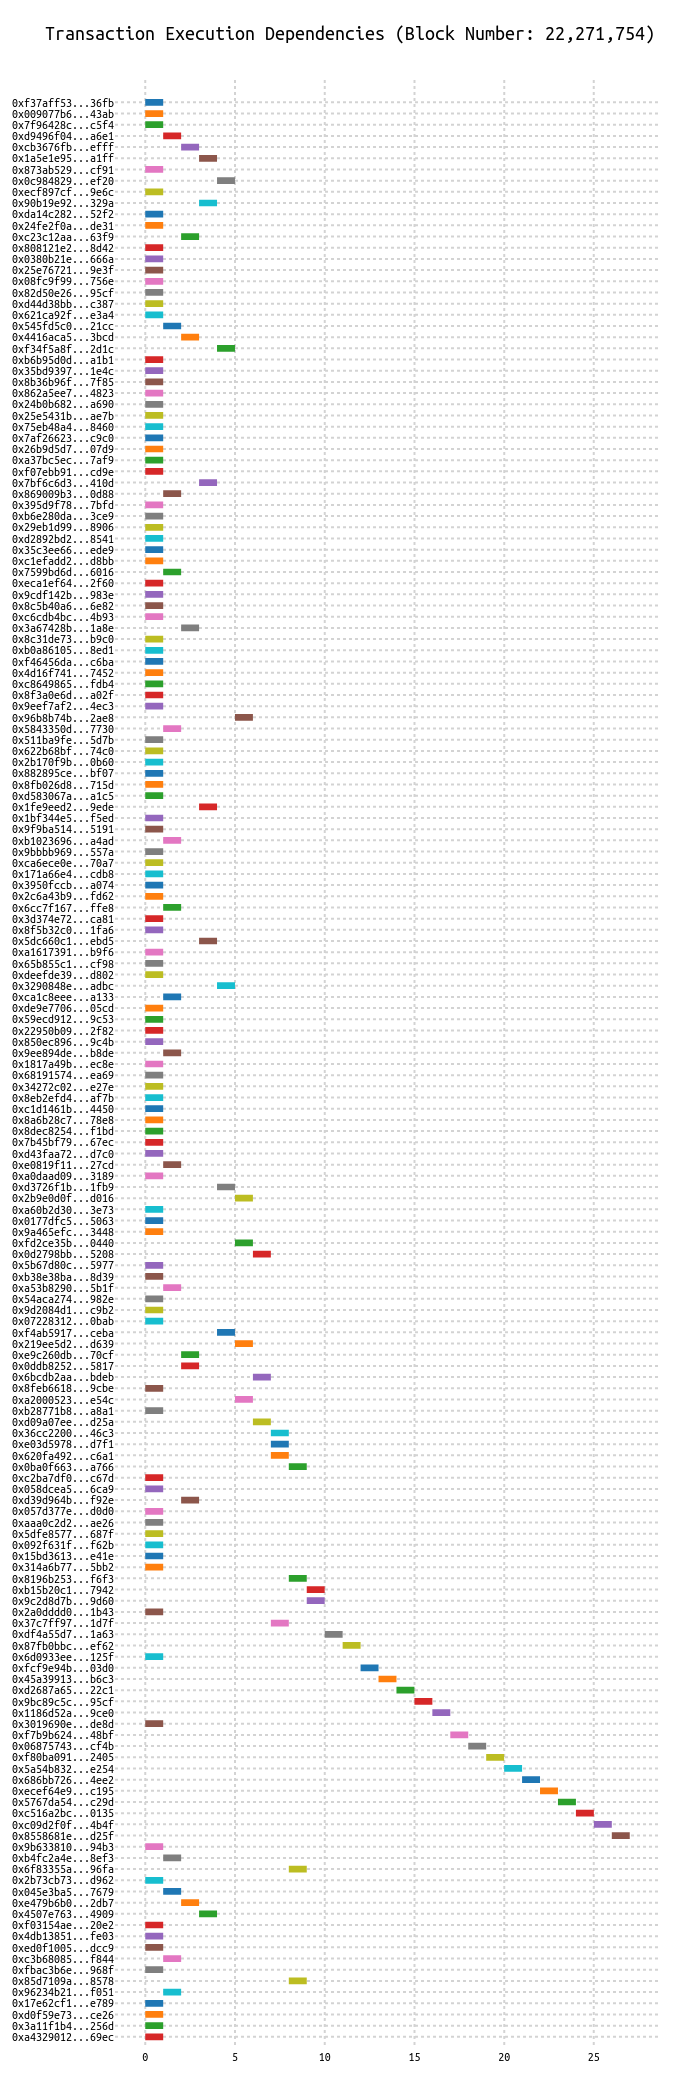 Transaction Execution Dependencies (Block Number: 22,271,754)
0xf37aff53...36fb
0x009077b6...43ab
0x7f96428c...c5f4
0xd9496f04...a6e1
0xcb3676fb...efff
0x1a5e1e95...a1ff
0x873ab529...cf91
0x0c984829...ef20
0xecf897cf...9e6c
0x90b19e92...329a
0xda14c282...52f2
0x24fe2f0a...de31
0xc23c12aa...63f9
0x808121e2...8d42
0x0380b21e...666a
0x25e76721...9e3f
0x08fc9f99...756e
0x82d50e26...95cf
0xd44d38bb...c387
0x621ca92f...e3a4
0x545fd5c0...21cc
0x4416aca5...3bcd
0xf34f5a8f...2d1c
0xb6b95d0d...a1b1
0x35bd9397...1e4c
0x8b36b96f...7f85
0x862a5ee7...4823
0x24b0b682...a690
0x25e5431b...ae7b
0x75eb48a4...8460
0x7af26623...c9c0
0x26b9d5d7...07d9
0xa37bc5ec...7af9
0xf07ebb91...cd9e
0x7bf6c6d3...410d
0x869009b3...0d88
0x395d9f78...7bfd
0xb6e280da...3ce9
0x29eb1d99...8906
0xd2892bd2...8541
0x35c3ee66...ede9
0xc1efadd2...d8bb
0x7599bd6d...6016
0xeca1ef64...2f60
0x9cdf142b...983e
0x8c5b40a6...6e82
0xc6cdb4bc...4b93
0x3a67428b...1a8e
0x8c31de73...b9c0
0xb0a86105...8ed1
0xf46456da...c6ba
0x4d16f741...7452
0xc8649865...fdb4
0x8f3a0e6d...a02f
0x9eef7af2...4ec3
0x96b8b74b...2ae8
0x5843350d...7730
0x511ba9fe...5d7b
0x622b68bf...74c0
0x2b170f9b...0b60
0x882895ce...bf07
0x8fb026d8...715d
0xd583067a...a1c5
0x1fe9eed2...9ede
0x1bf344e5...f5ed
0x9f9ba514...5191
0xb1023696...a4ad
0x9bbbb969...557a
0xca6ece0e...70a7
0x171a66e4...cdb8
0x3950fccb...a074
0x2c6a43b9...fd62
0x6cc7f167...ffe8
0x3d374e72...ca81
0x8f5b32c0...1fa6
0x5dc660c1...ebd5
0xa1617391...b9f6
0x65b855c1...cf98
0xdeefde39...d802
0x3290848e...adbc
0xca1c8eee...a133
0xde9e7706...05cd
0x59ecd912...9c53
0x22950b09...2f82
0x850ec896...9c4b
0x9ee894de...b8de
0x1817a49b...ec8e
0x68191574...ea69
0x34272c02...e27e
0x8eb2efd4...af7b
0xc1d1461b...4450
0x8a6b28c7...78e8
0x8dec8254...f1bd
0x7b45bf79...67ec
0xd43faa72...d7c0
0xe0819f11...27cd
0xa0daad09...3189
0xd3726f1b...1fb9
0x2b9e0d0f...d016
0xa60b2d30...3e73
0x0177dfc5...5063
0x9a465efc...3448
0xfd2ce35b...0440
0x0d2798bb...5208
0x5b67d80c...5977
0xb38e38ba...8d39
0xa53b8290...5b1f
0x54aca274...982e
0x9d2084d1...c9b2
0x07228312...0bab
0xf4ab5917...ceba
0x219ee5d2...d639
0xe9c260db...70cf
0x0ddb8252...5817
0x6bcdb2aa...bdeb
0x8feb6618...9cbe
0xa2000523...e54c
0xb28771b8...a8a1
0xd09a07ee...d25a
0x36cc2200...46c3
0xe03d5978...d7f1
0x620fa492...c6a1
0x0ba0f663...a766
0xc2ba7df0...c67d
0x058dcea5...6ca9
0xd39d964b...f92e
0x057d377e...d0d0
0xaaa0c2d2...ae26
0x5dfe8577...687f
0x092f631f...f62b
0x15bd3613...e41e
0x314a6b77...5bb2
0x8196b253...f6f3
0xb15b20c1...7942
0x9c2d8d7b...9d60
0x2a0dddd0...1b43
0x37c7ff97...1d7f
0xdf4a55d7...1a63
0x87fb0bbc...ef62
0x6d0933ee...125f
0xfcf9e94b...03d0
0x45a39913...b6c3
0xd2687a65...22c1
0x9bc89c5c...95cf
0x1186d52a...9ce0
0x3019690e...de8d
0xf7b9b624...48bf
0x06875743...cf4b
0xf80ba091...2405
0x5a54b832...e254
0x686bb726...4ee2
0xecef64e9...c195
0x5767da54...c29d
0xc516a2bc...0135
0xc09d2f0f...4b4f
0x8558681e...d25f
0x9b633810...94b3
0xb4fc2a4e...8ef3
0x6f83355a...96fa
0x2b73cb73...d962
0x045e3ba5...7679
0xe479b6b0...2db7
0x4507e763...4909
0xf03154ae...20e2
0x4db13851...fe03
0xed0f1005...dcc9
0xc3b68085...f844
0xfbac3b6e...968f
0x85d7109a...8578
0x96234b21...f051
0x17e62cf1...e789
0xd0f59e73...ce26
0x3a11f1b4...256d
0xa4329012...69ec
0 5 10 15 20 25